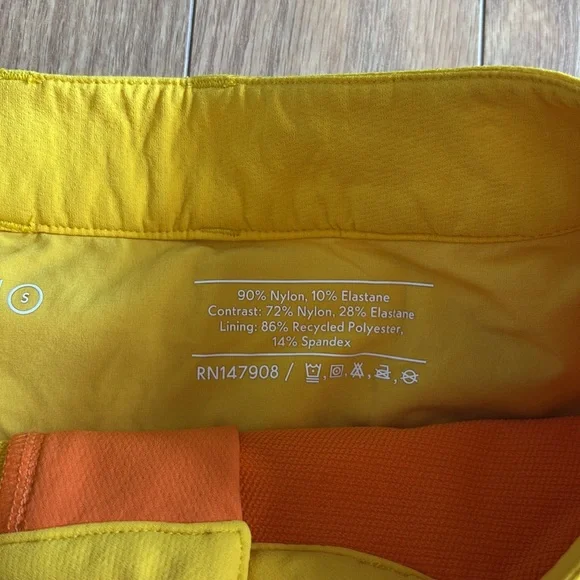 S
90% Nylon, 10% Elastane
Contrast: 72% Nylon, 28% Elastane
Lining: 86% Recycled Polyester,
14% Spandex
RN147908 /